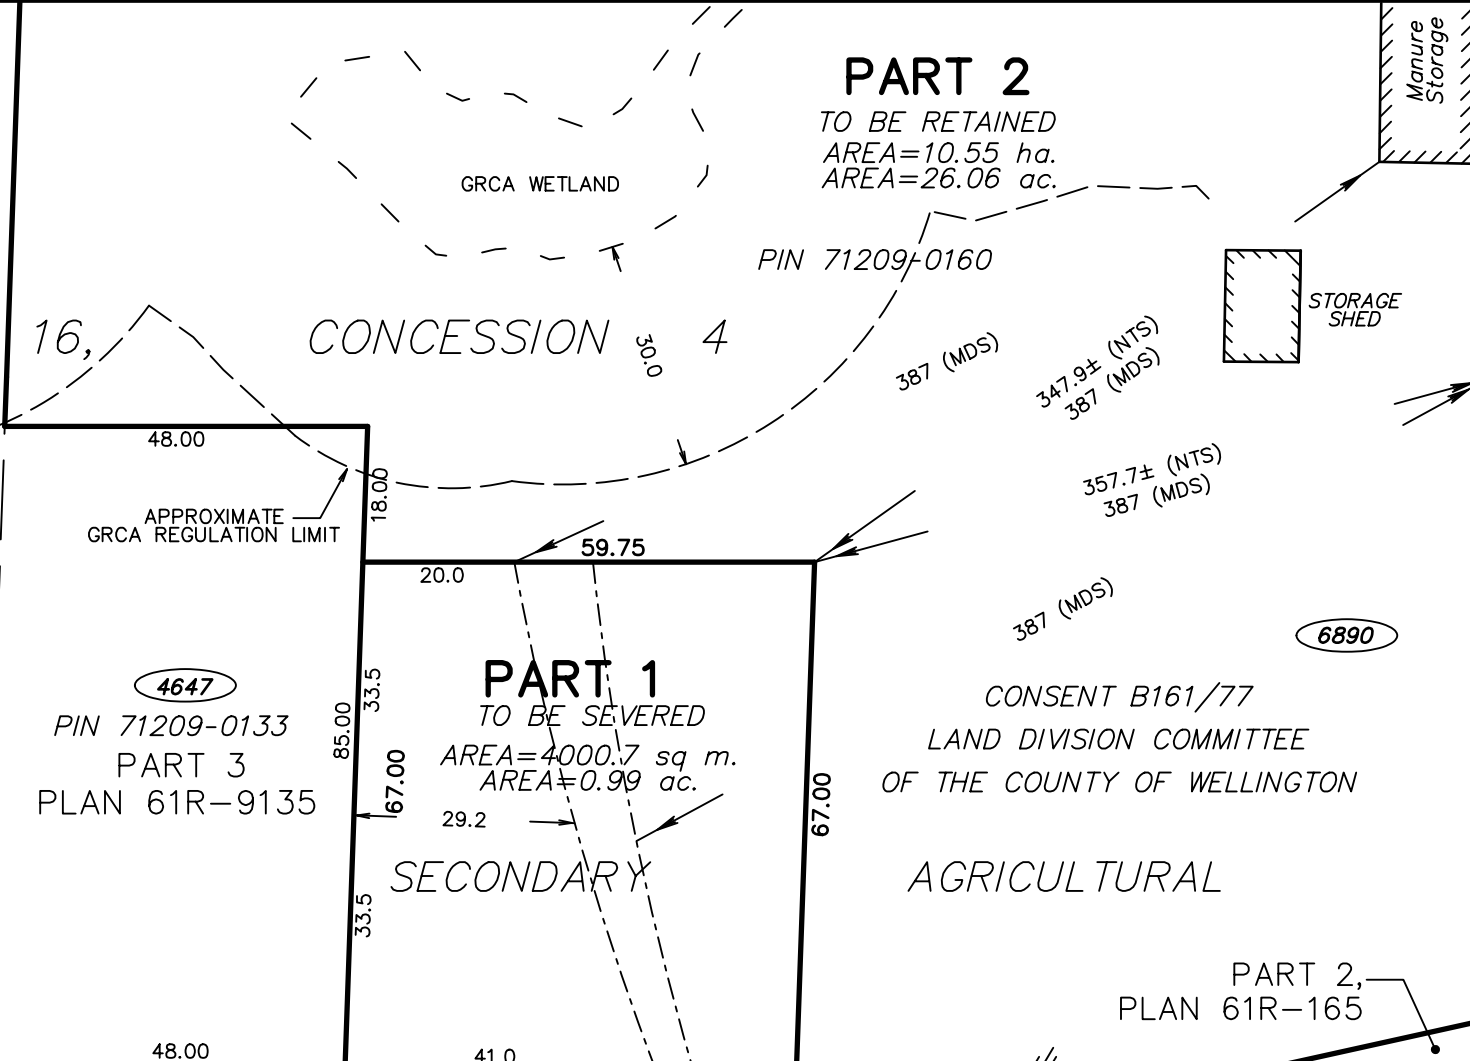 Manure
Storage
PART 2
TO BE RETAINED
AREA=10.55 ha.
AREA=26.06 ac.
GRCA WETLAND
PIN 71209-0160
STORAGE
SHED
16,
CONCESSION 4
30.0
387 (MDS)
347.9± (NTS)
387 (MDS)
48.00
18.00
357.7± (NTS)
387 (MDS)
APPROXIMATE
GRCA REGULATION LIMIT
59.75
20.0
387 (MDS)
6890
4647
PIN 71209-0133
PART 3
PLAN 61R-9135
33.5
85.00
67.00
PART 1
TO BE SEVERED
AREA=4000.7 sq m.
AREA=0.99 ac.
29.2
67.00
CONSENT B161/77
LAND DIVISION COMMITTEE
OF THE COUNTY OF WELLINGTON
SECONDARY AGRICULTURAL
33.5
PART 2,
PLAN 61R-165
48.00
41.0